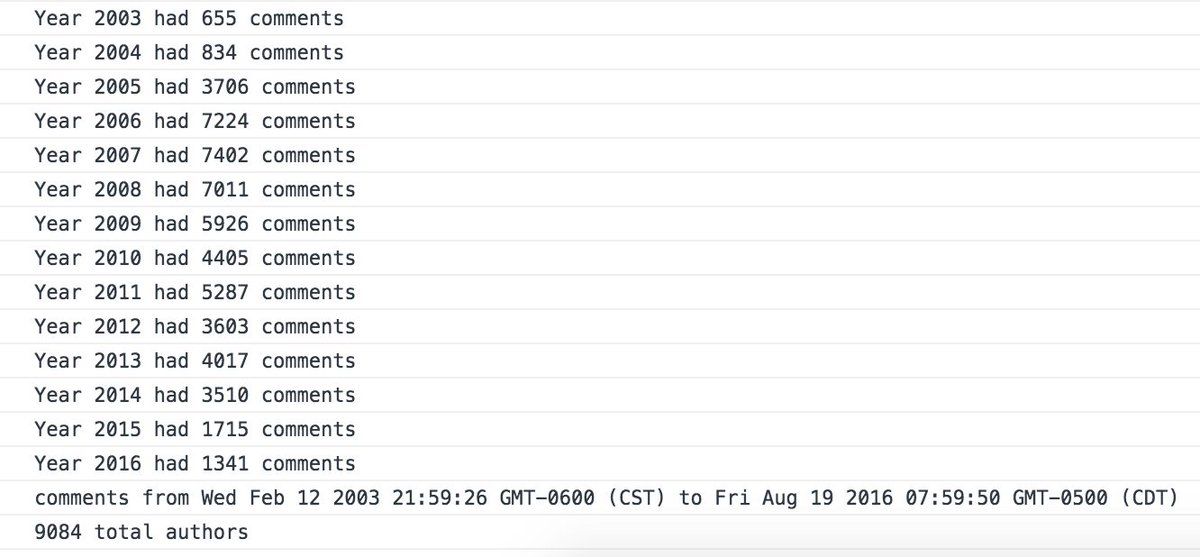 Year 2003 had 655 comments
Year 2004 had 834 comments
Year 2005 had 3706 comments
Year 2006 had 7224 comments
Year 2007 had 7402 comments
Year 2008 had 7011 comments
Year 2009 had 5926 comments
Year 2010 had 4405 comments
Year 2011 had 5287 comments
Year 2012 had 3603 comments
Year 2013 had 4017 comments
Year 2014 had 3510 comments
Year 2015 had 1715 comments
Year 2016 had 1341 comments
comments from Wed Feb 12 2003 21:59:26 GMT-0600 (CST) to Fri Aug 19 2016 07:59:50 GMT-0500 (CDT)
9084 total authors